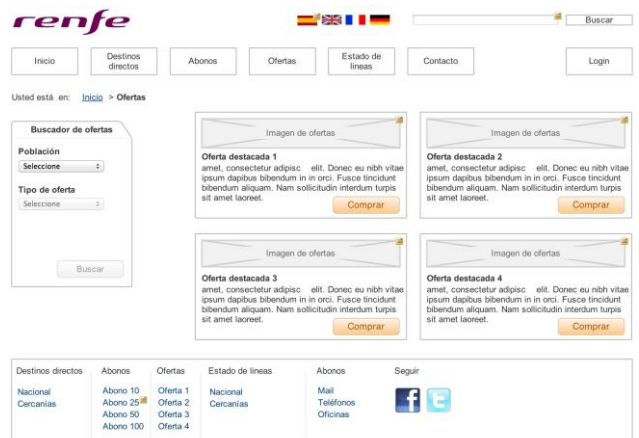 renfe
Buscar
Inicio
Destinos directos
Abonos
Ofertas
Estado de líneas
Contacto
Login
Usted está en: Inicio > Ofertas
Buscador de ofertas
Población
Seleccione
Tipo de oferta
Seleccione
Buscar
Imagen de ofertas
Oferta destacada 1
amet, consectetur adipisc elit. Donec eu nibh vitae
ipsum dapibus bibendum in in orci. Fusce tincidunt
bibendum aliquam. Nam sollicitudin interdum turpis
sit amet laoreet.
Comprar
Imagen de ofertas
Oferta destacada 2
amet, consectetur adipisc elit. Donec eu nibh vitae
ipsum dapibus bibendum in in orci. Fusce tincidunt
bibendum aliquam. Nam sollicitudin interdum turpis
sit amet laoreet.
Comprar
Imagen de ofertas
Oferta destacada 3
amet, consectetur adipisc elit. Donec eu nibh vitae
ipsum dapibus bibendum in in orci. Fusce tincidunt
bibendum aliquam. Nam sollicitudin interdum turpis
sit amet laoreet.
Comprar
Imagen de ofertas
Oferta destacada 4
amet, consectetur adipisc elit. Donec eu nibh vitae
ipsum dapibus bibendum in in orci. Fusce tincidunt
bibendum aliquam. Nam sollicitudin interdum turpis
sit amet laoreet.
Comprar
Destinos directos
Nacional
Cercanías
Abonos
Abono 10
Abono 25
Abono 50
Abono 100
Ofertas
Oferta 1
Oferta 2
Oferta 3
Oferta 4
Estado de líneas
Nacional
Cercanías
Abonos
Mail
Teléfonos
Oficinas
Seguir
f
t